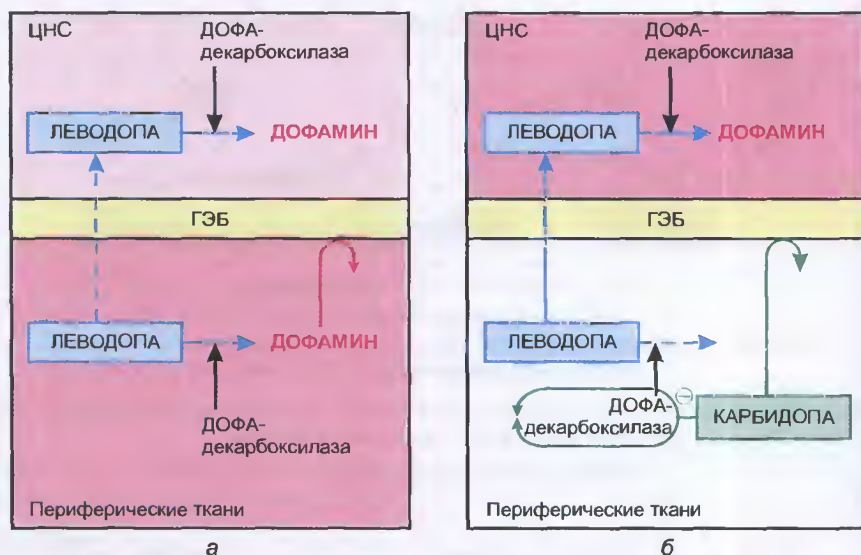 ЦНС
ДОФА-
декарбоксилаза
ЛЕВОДОПА
ДОФАМИН
ГЭБ
ЛЕВОДОПА
ДОФАМИН
ДОФА-
декарбоксилаза
Периферические ткани
а
ЦНС
ДОФА-
декарбоксилаза
ЛЕВОДОПА
ДОФАМИН
ГЭБ
ЛЕВОДОПА
ДОФА-
декарбоксилаза
КАРБИДОПА
Периферические ткани
б